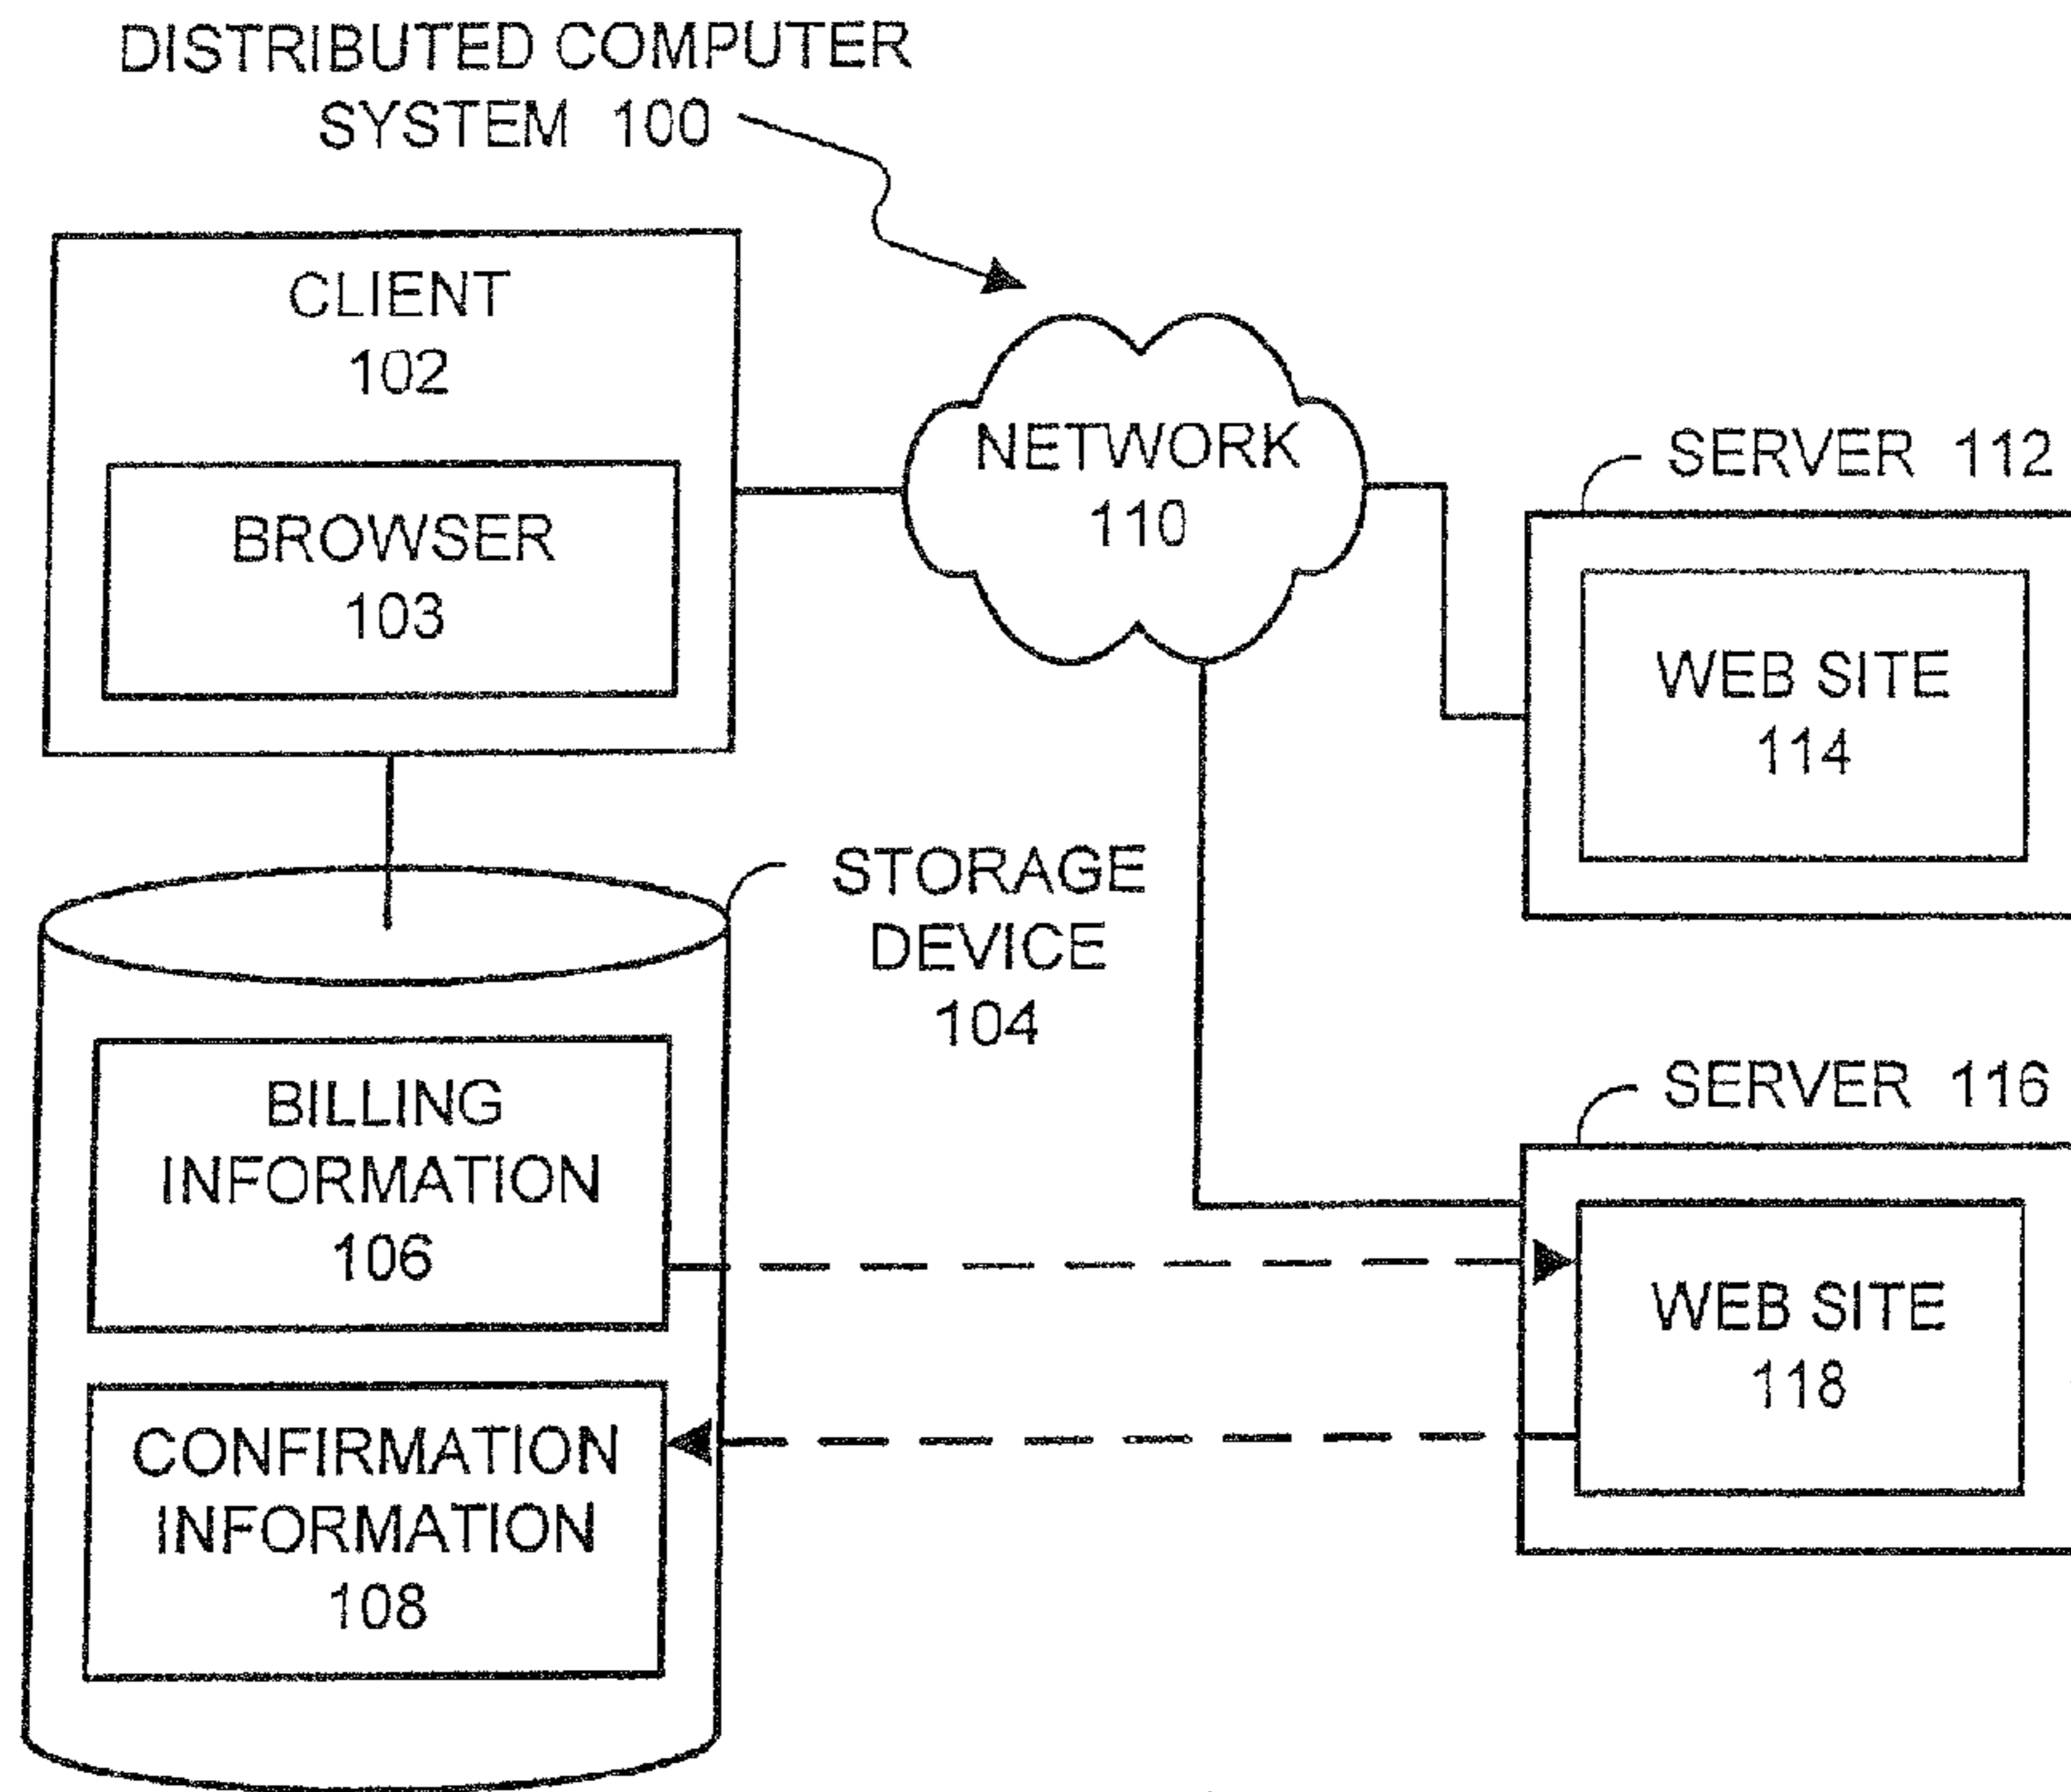 DISTRIBUTED COMPUTER
SYSTEM 100
CLIENT
102
BROWSER
103
NETWORK
110
SERVER 112
WEB SITE
114
STORAGE
DEVICE
104
BILLING
INFORMATION
106
CONFIRMATION
INFORMATION
108
SERVER 116
WEB SITE
118